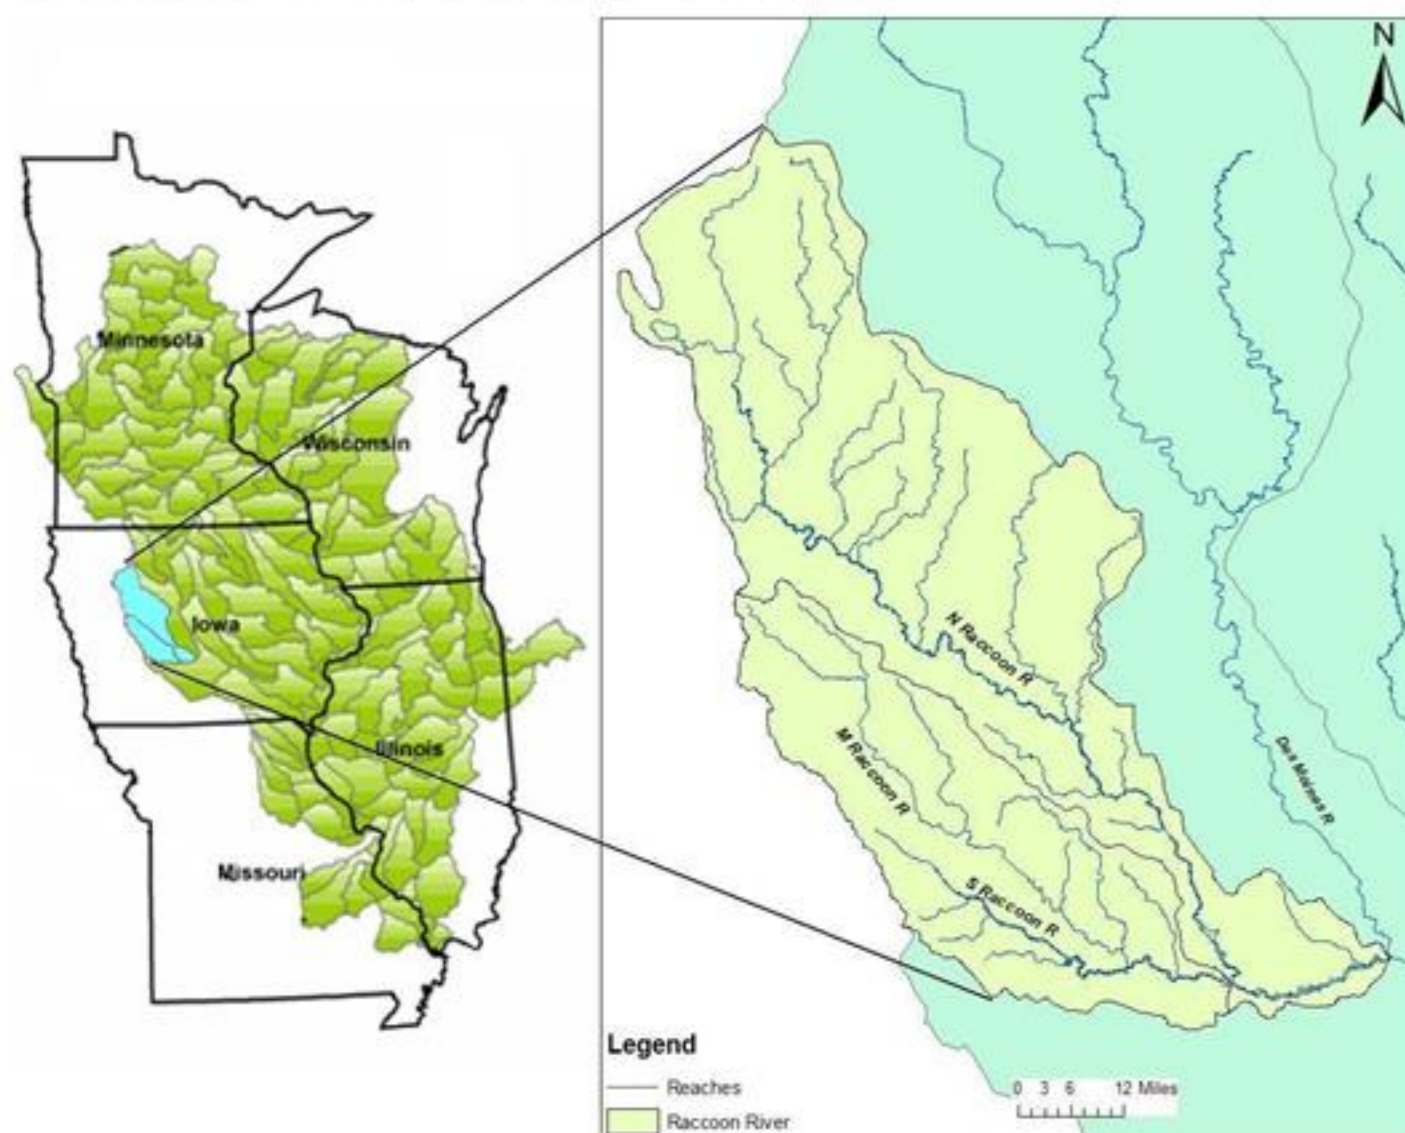 N
Minnesota
Wisconsin
Iowa
Illinois
Missouri
N Raccoon R
M Raccoon R
S Raccoon R
Des Moines R
Legend
Reaches
Raccoon River
0 3 6 12 Miles